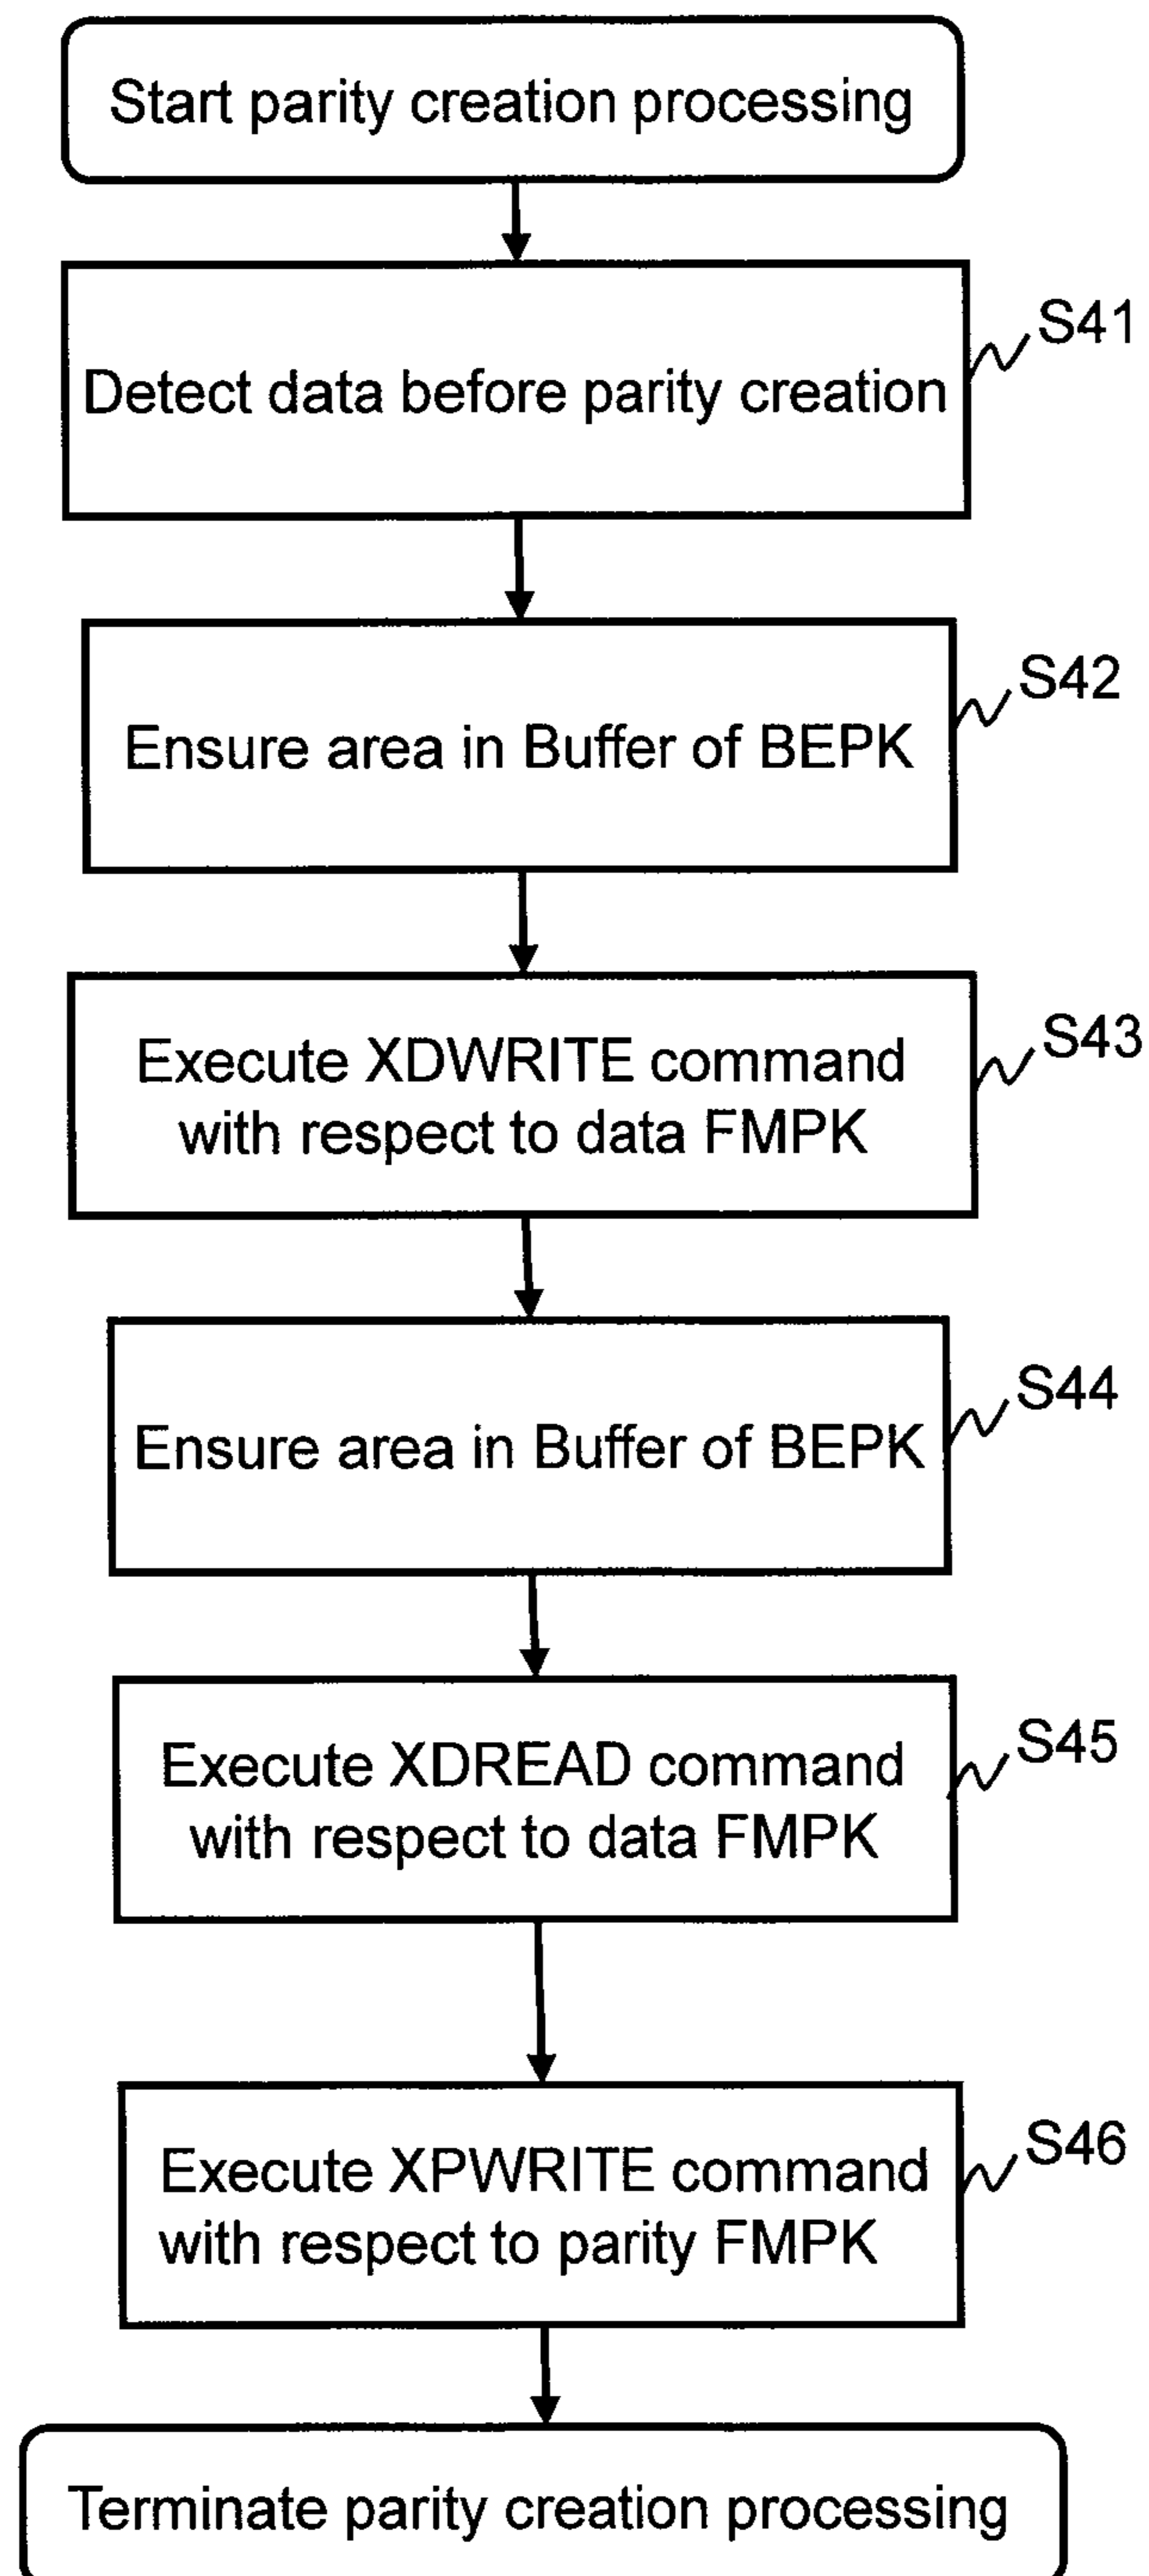 Start parity creation processing
S41
Detect data before parity creation
S42
Ensure area in Buffer of BEPK
S43
Execute XDWRITE command
with respect to data FMPK
S44
Ensure area in Buffer of BEPK
S45
Execute XDREAD command
with respect to data FMPK
S46
Execute XPWRITE command
with respect to parity FMPK
Terminate parity creation processing